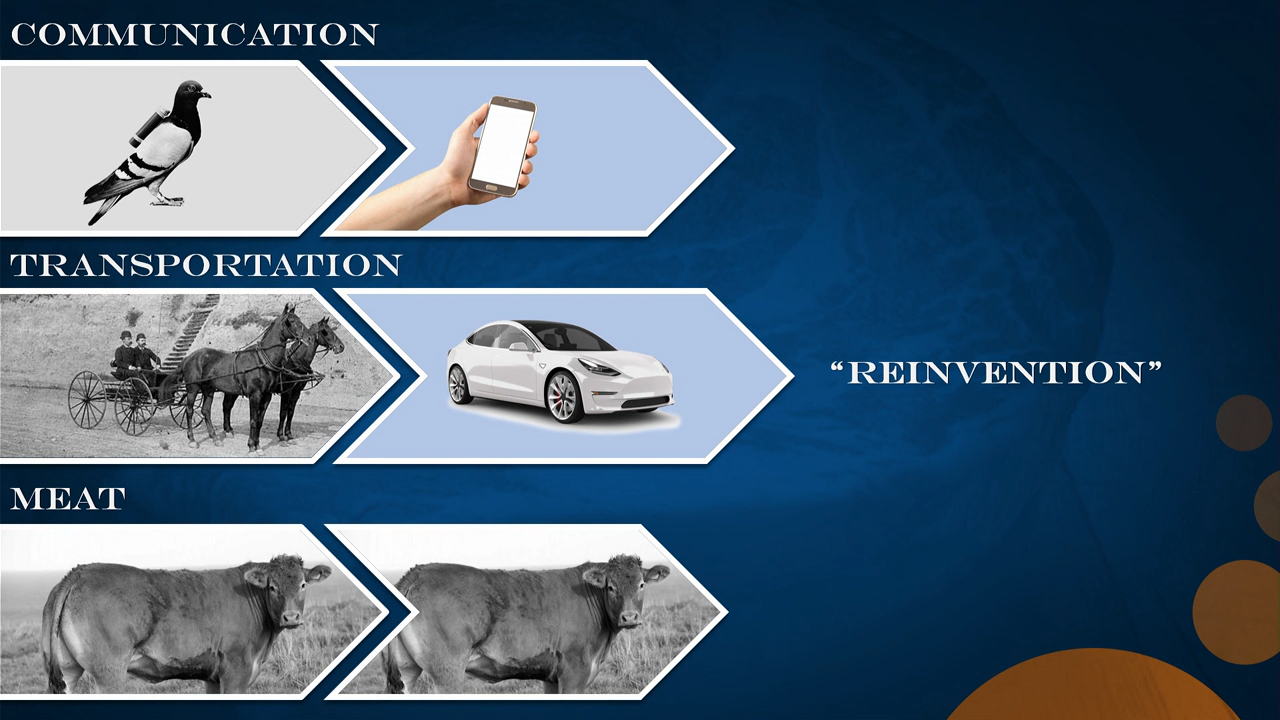 COMMUNICATION
TRANSPORTATION
“REINVENTION”
MEAT